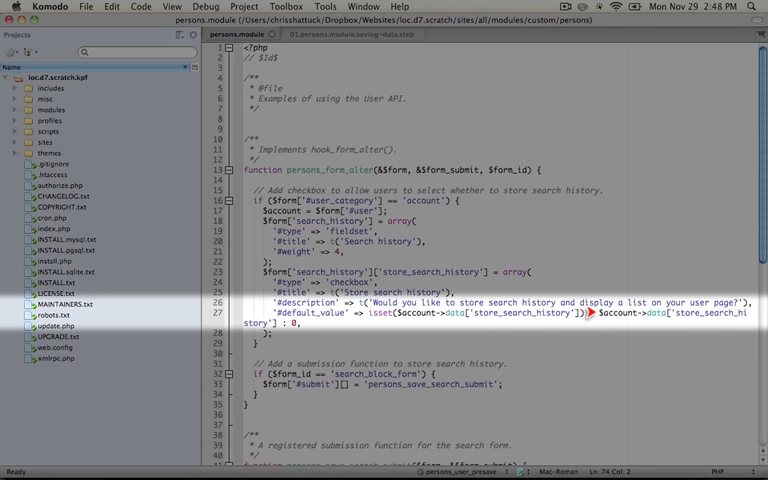 Komodo File Edit Code View Debug Project Toolbox Tools Window Help
Mon Nov 29 2:48 PM
persons.module (/Users/chrisshattuck/Dropbox/Websites/loc.d7.scratch/sites/all/modules/custom/persons)
Projects
persons.module
01.persons.module.saving-data.step
Name
loc.d7.scratch.kpf
includes
misc
modules
profiles
scripts
sites
themes
.gitignore
.htaccess
authorize.php
CHANGELOG.txt
COPYRIGHT.txt
cron.php
index.php
INSTALL.mysql.txt
INSTALL.pgsql.txt
install.php
INSTALL.sqlite.txt
INSTALL.txt
LICENSE.txt
MAINTAINERS.txt
robots.txt
update.php
UPGRADE.txt
web.config
xmlrpc.php
1 <?php
2 // $Id$
3
4 /**
5 * @file
6 * Examples of using the User API.
7 */
8
9
10 /**
11 * Implements hook_form_alter().
12 */
13 function persons_form_alter(&$form, &$form_submit, $form_id) {
14
15 // Add checkbox to allow users to select whether to store search history.
16 if ($form['#user_category'] == 'account') {
17 $account = $form['#user'];
18 $form['search_history'] = array(
19 '#type' => 'fieldset',
20 '#title' => t('Search history'),
21 '#weight' => 4,
22 );
23 $form['search_history']['store_search_history'] = array(
24 '#type' => 'checkbox',
25 '#title' => t('Store search history'),
26 '#description' => t('Would you like to store search history and display a list on your user page?'),
27 '#default_value' => isset($account->data['store_search_history']) $account->data['store_search_hi
story'] : 0,
28 );
29 }
30
31 // Add a submission function to store search history.
32 if ($form_id == 'search_block_form') {
33 $form['#submit'][] = 'persons_save_search_submit';
34 }
35 }
36
37
38 /**
39 * A registered submission function for the search form.
40 */
Ready
persons_user_presave
Mac-Roman
Ln: 74 Col: 2
PHP